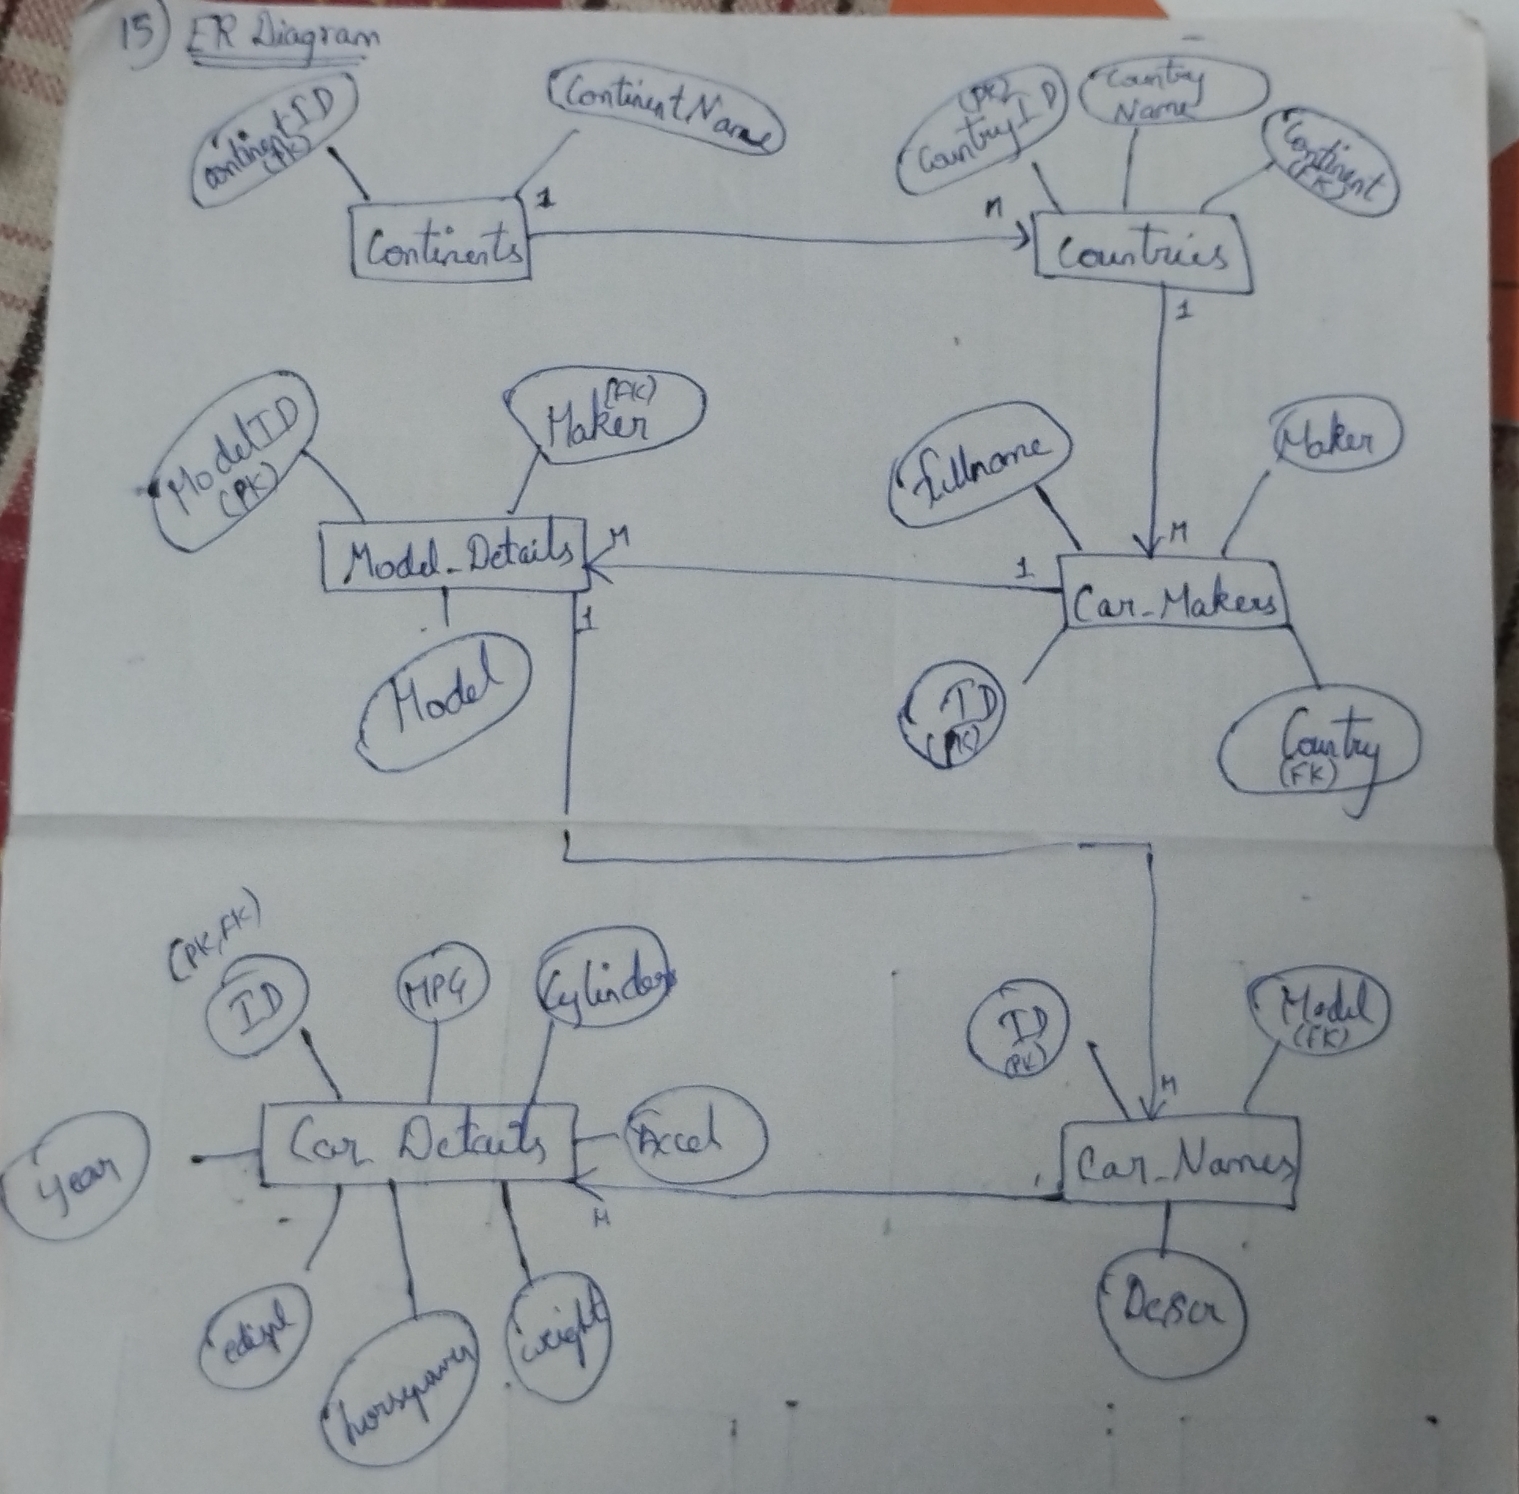 15) ER Diagram
continentID
(PK)
ContinentName
(PK)
CountryID
Country
Name
Continent
(FK)
1
M
Continents
Countries
1
ModelID
(PK)
(FK)
Maker
fullname
Maker
M
M
1
Model_Details
Car_Makers
1
Model
ID
(PK)
Country
(FK)
(PK,FK)
ID
MPG
Cylinders
ID
(PK)
Model
(FK)
M
year
Car_Details
Accel
Car_Names
M
edispl
horsepower
weight
Descr